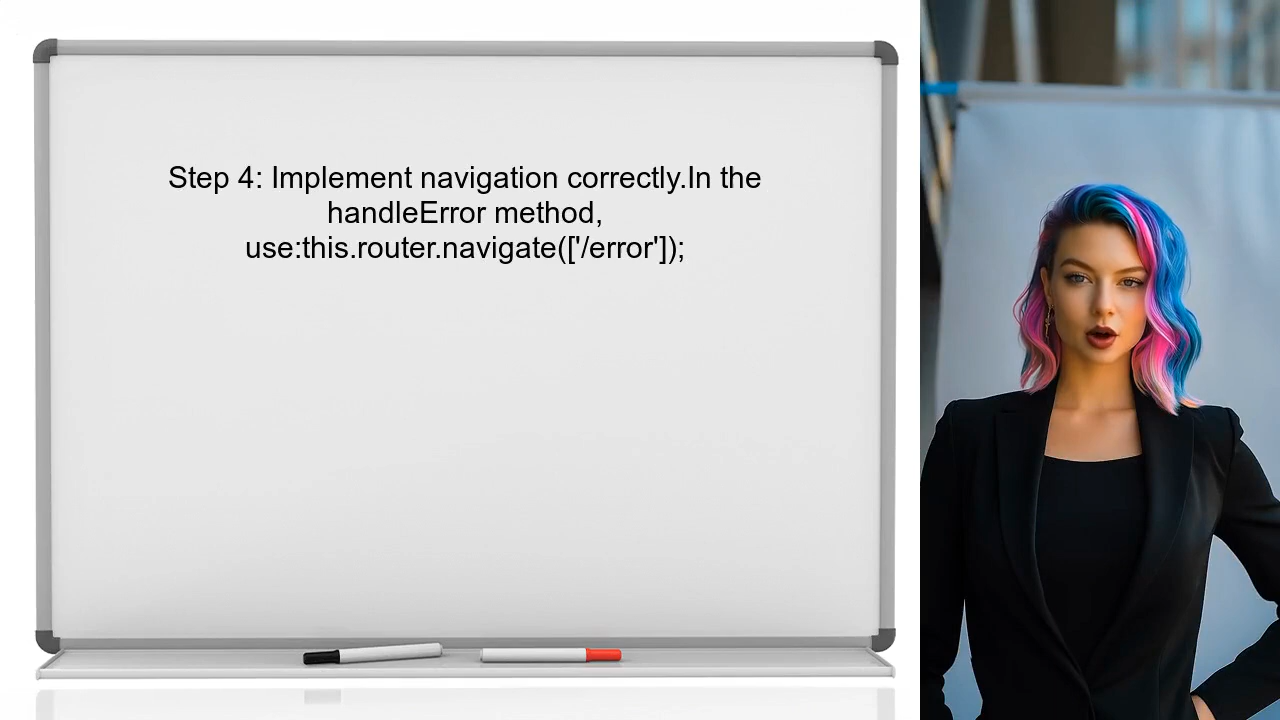 Step 4: Implement navigation correctly.In the
handleError method,
use:this.router.navigate(['/error']);